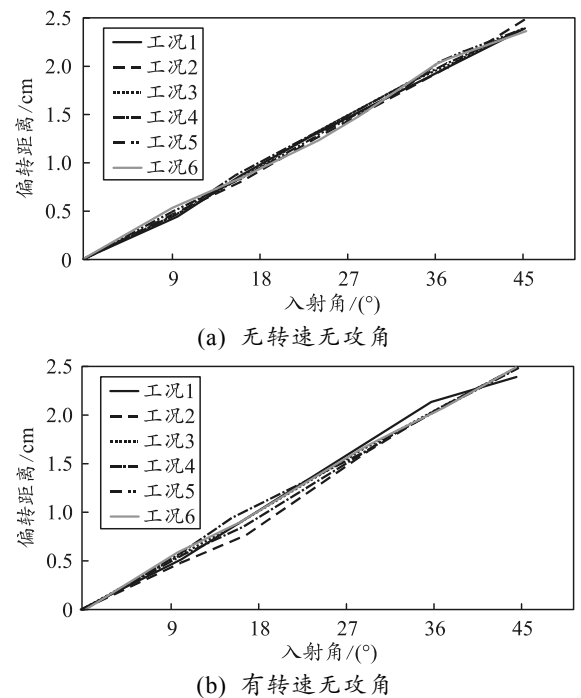 2.5
2.0
1.5
1.0
0.5
0
偏转距离/cm
工况1
工况2
工况3
工况4
工况5
工况6
9 18 27 36 45
入射角/(°)
(a) 无转速无攻角
2.5
2.0
1.5
1.0
0.5
0
偏转距离/cm
工况1
工况2
工况3
工况4
工况5
工况6
9 18 27 36 45
入射角/(°)
(b) 有转速无攻角